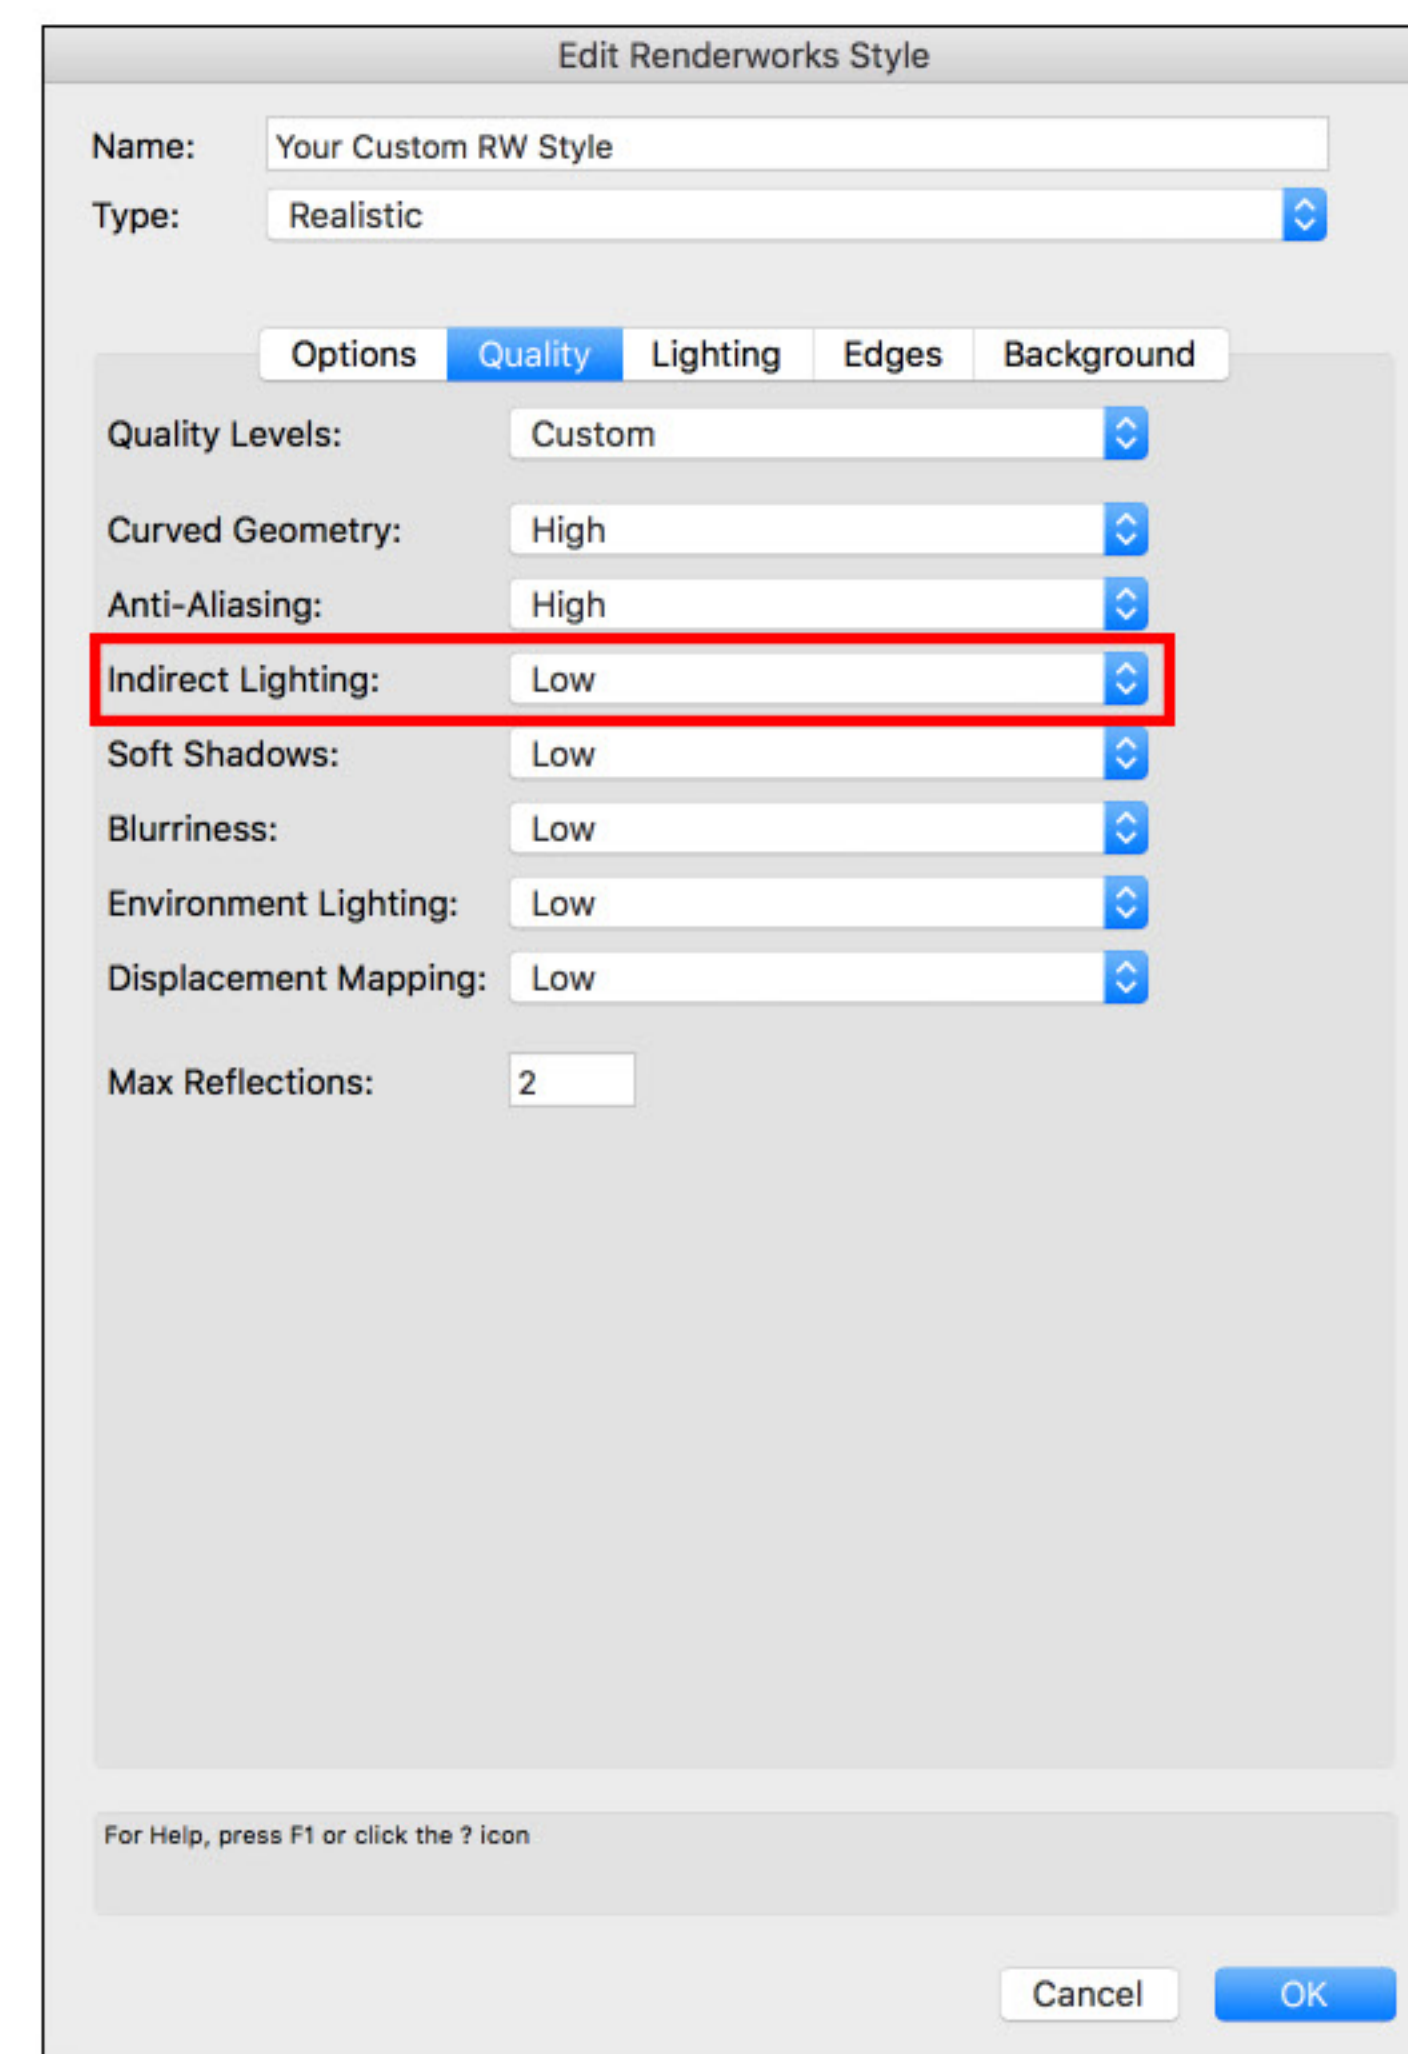 Edit Renderworks Style
Name: Your Custom RW Style
Type: Realistic
Options Quality Lighting Edges Background
Quality Levels: Custom
Curved Geometry: High
Anti-Aliasing: High
Indirect Lighting: Low
Soft Shadows: Low
Blurriness: Low
Environment Lighting: Low
Displacement Mapping: Low
Max Reflections: 2
For Help, press F1 or click the ? icon
Cancel OK